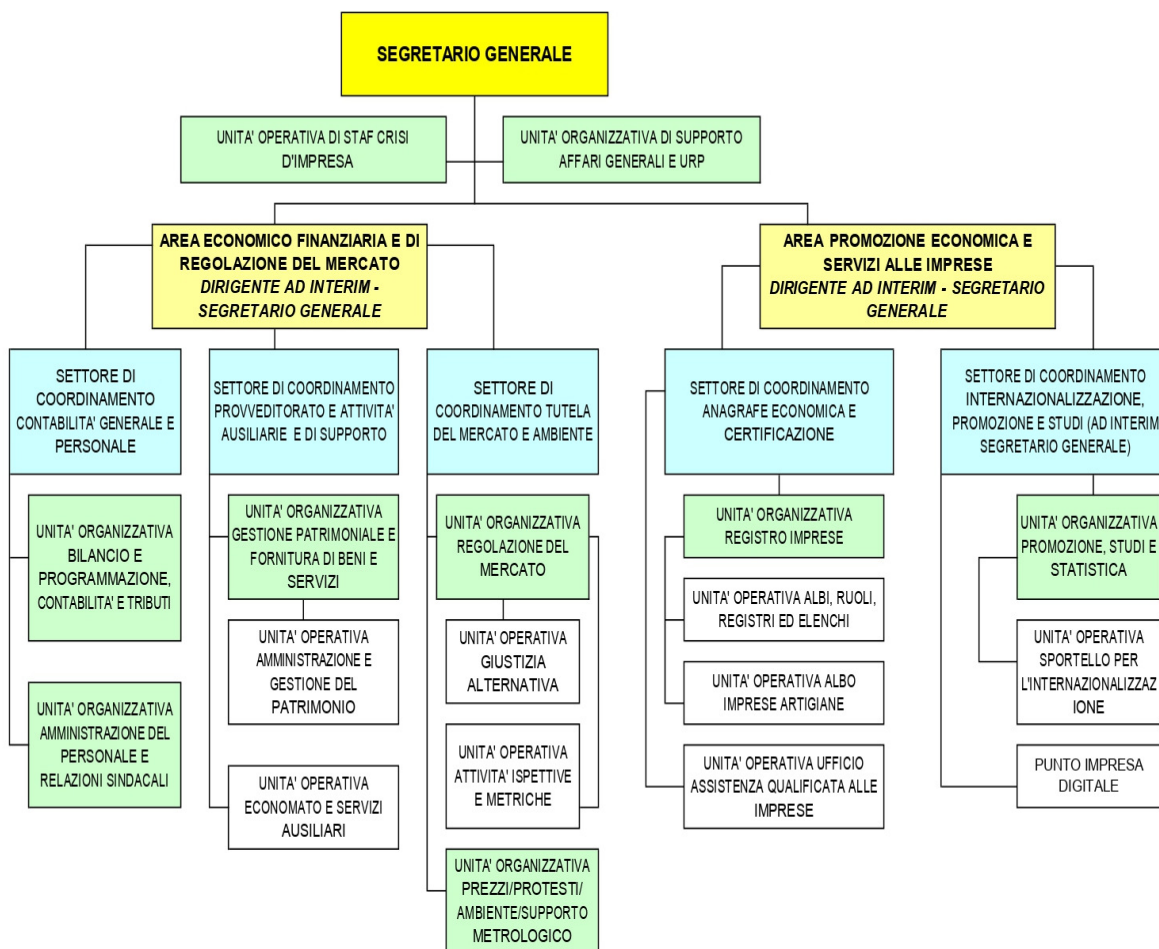 SEGRETARIO GENERALE
UNITA' OPERATIVA DI STAF CRISI
D'IMPRESA
UNITA' ORGANIZZATIVA DI SUPPORTO
AFFARI GENERALI E URP
AREA ECONOMICO FINANZIARIA E DI
REGOLAZIONE DEL MERCATO
DIRIGENTE AD INTERIM -
SEGRETARIO GENERALE
AREA PROMOZIONE ECONOMICA E
SERVIZI ALLE IMPRESE
DIRIGENTE AD INTERIM - SEGRETARIO
GENERALE
SETTORE DI
COORDINAMENTO
CONTABILITA' GENERALE E
PERSONALE
SETTORE DI COORDINAMENTO
PROVVEDITORATO E ATTIVITA'
AUSILIARIE E DI SUPPORTO
SETTORE DI
COORDINAMENTO TUTELA
DEL MERCATO E AMBIENTE
SETTORE DI COORDINAMENTO
ANAGRAFE ECONOMICA E
CERTIFICAZIONE
SETTORE DI COORDINAMENTO
INTERNAZIONALIZZAZIONE,
PROMOZIONE E STUDI (AD INTERIM
SEGRETARIO GENERALE)
UNITA' ORGANIZZATIVA
BILANCIO E
PROGRAMMAZIONE,
CONTABILITA' E TRIBUTI
UNITA' ORGANIZZATIVA
AMMINISTRAZIONE DEL
PERSONALE E
RELAZIONI SINDACALI
UNITA' ORGANIZZATIVA
GESTIONE PATRIMONIALE E
FORNITURA DI BENI E
SERVIZI
UNITA' OPERATIVA
AMMINISTRAZIONE E
GESTIONE DEL
PATRIMONIO
UNITA' OPERATIVA
ECONOMATO E SERVIZI
AUSILIARI
UNITA' ORGANIZZATIVA
REGOLAZIONE DEL
MERCATO
UNITA' OPERATIVA
GIUSTIZIA
ALTERNATIVA
UNITA' OPERATIVA
ATTIVITA' ISPETTIVE
E METRICHE
UNITA' ORGANIZZATIVA
PREZZI/PROTESTI/
AMBIENTE/SUPPORTO
METROLOGICO
UNITA' ORGANIZZATIVA
REGISTRO IMPRESE
UNITA' OPERATIVA ALBI, RUOLI,
REGISTRI ED ELENCHI
UNITA' OPERATIVA ALBO
IMPRESE ARTIGIANE
UNITA' OPERATIVA UFFICIO
ASSISTENZA QUALIFICATA ALLE
IMPRESE
UNITA' ORGANIZZATIVA
PROMOZIONE, STUDI E
STATISTICA
UNITA' OPERATIVA
SPORTELLO PER
L'INTERNAZIONALIZZAZ
IONE
PUNTO IMPRESA
DIGITALE